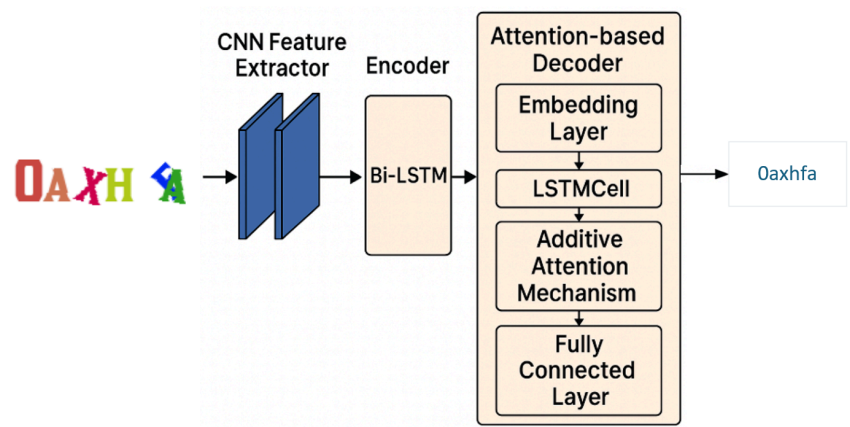 0AXH FA
CNN Feature
Extractor
Encoder
Bi-LSTM
Attention-based
Decoder
Embedding
Layer
LSTMCell
Additive
Attention
Mechanism
Fully
Connected
Layer
0axhfa